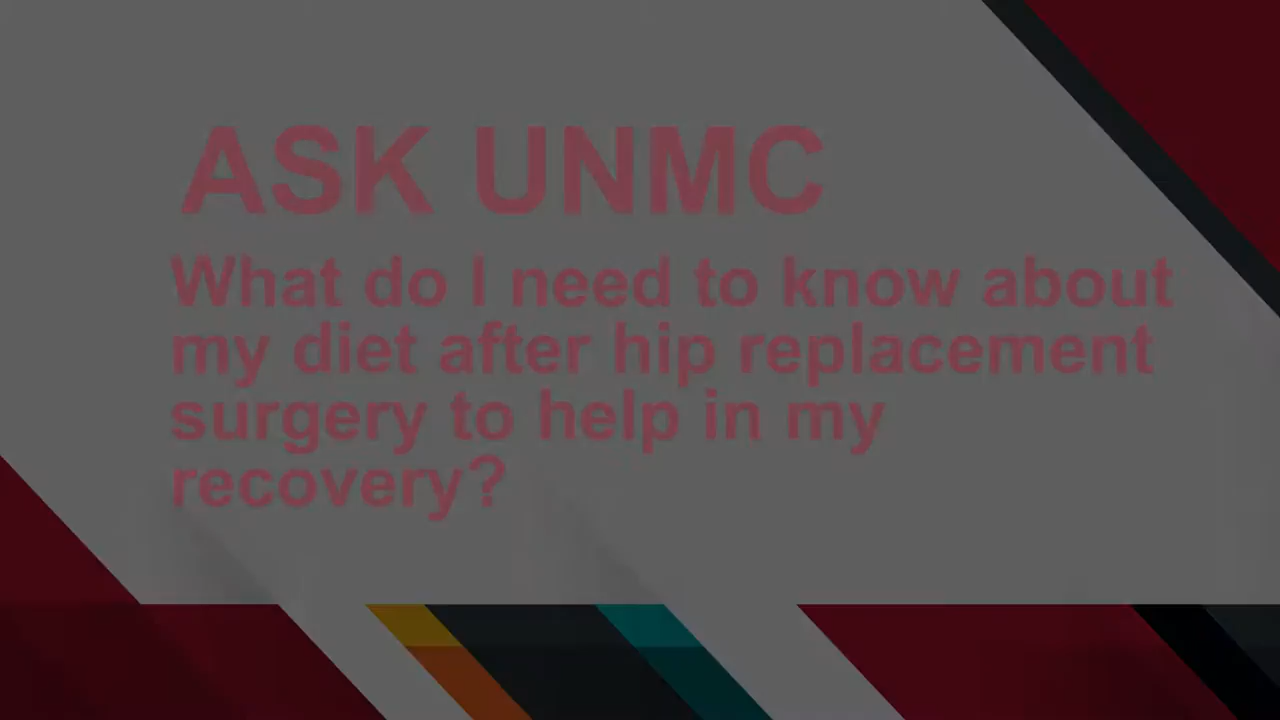 ASK UNMC
What do I need to know about
my diet after hip replacement
surgery to help in my
recovery?